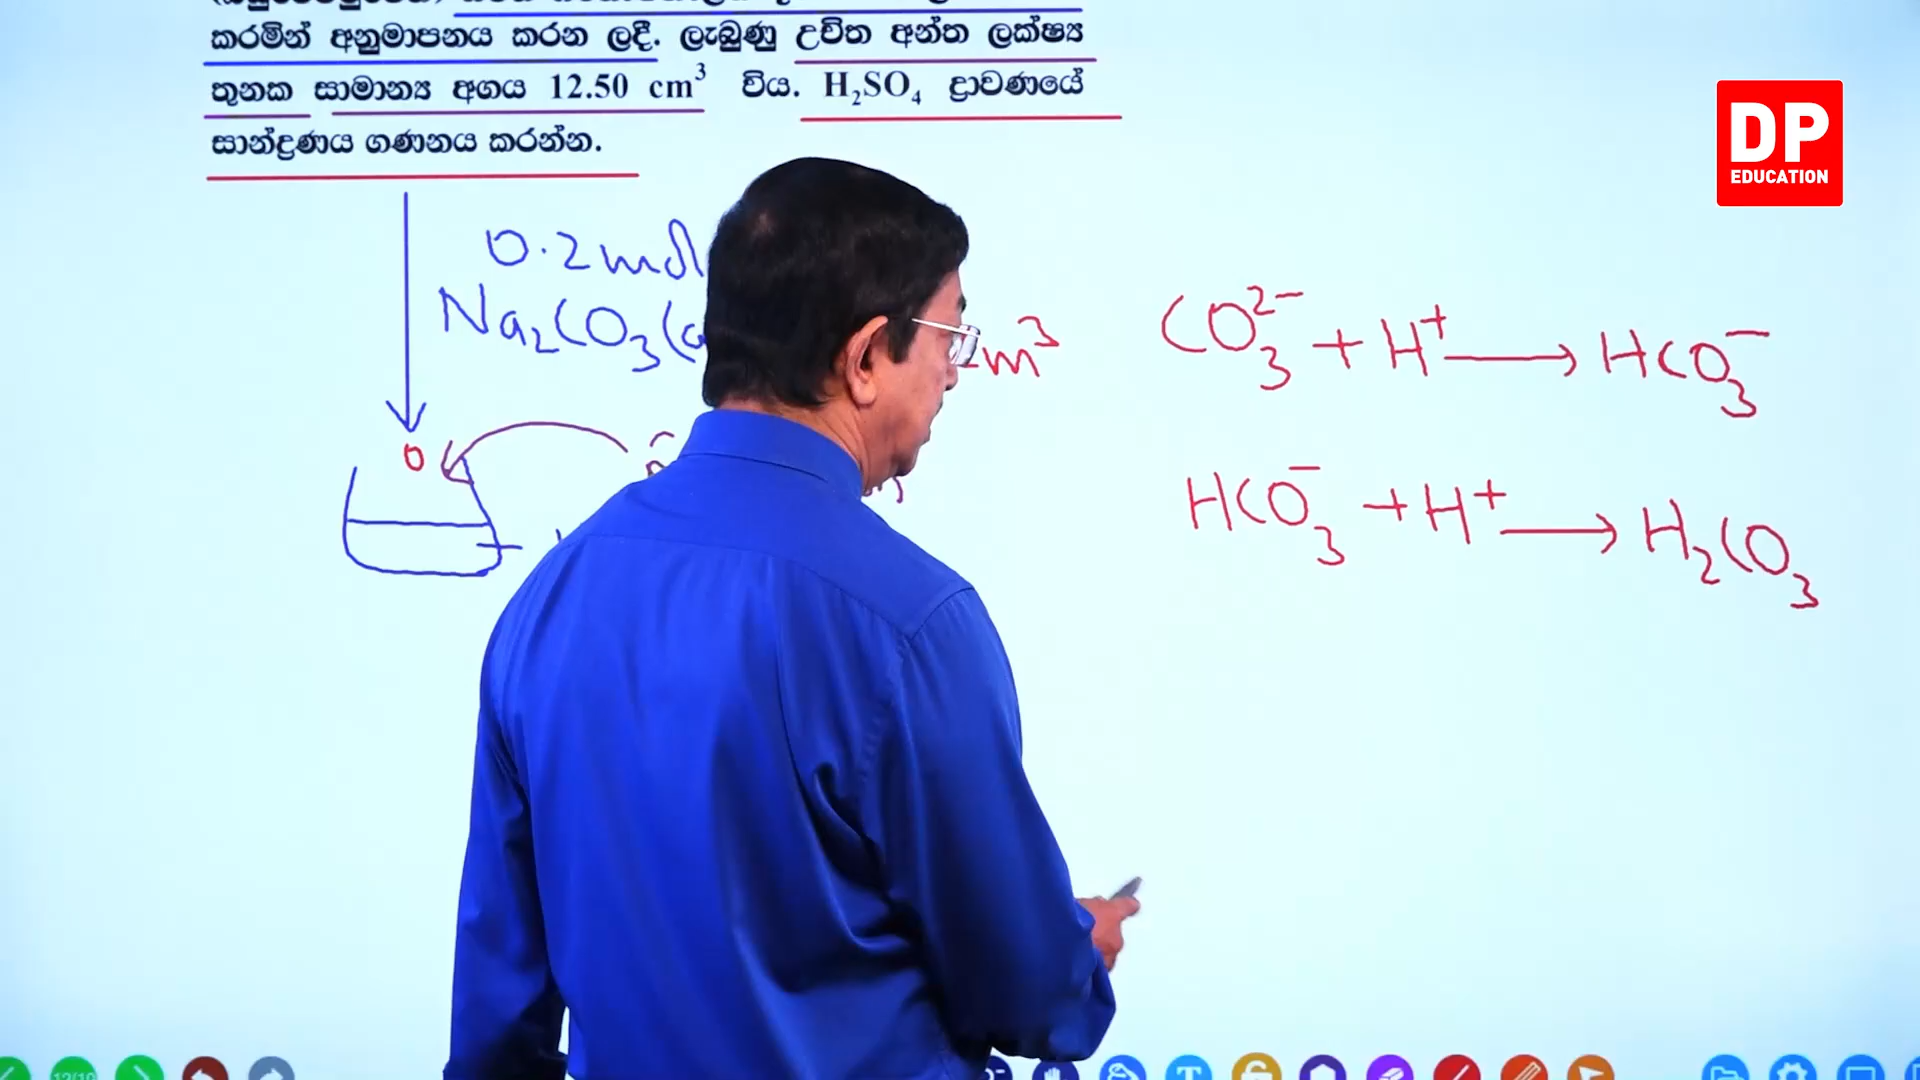 කරමින් අනුමාපනය කරන ලදී. ලැබුණු උචිත අන්ත ලක්ෂ්‍ය
තුනක සාමාන්‍ය අගය 12.50 cm³ විය. H₂SO₄ ද්‍රාවණයේ
සාන්ද්‍රණය ගණනය කරන්න.
DP
EDUCATION
0.2 mol
Na₂CO₃(a
cm³
CO₃²⁻ + H⁺ → HCO₃⁻
HCO₃⁻ + H⁺ → H₂CO₃